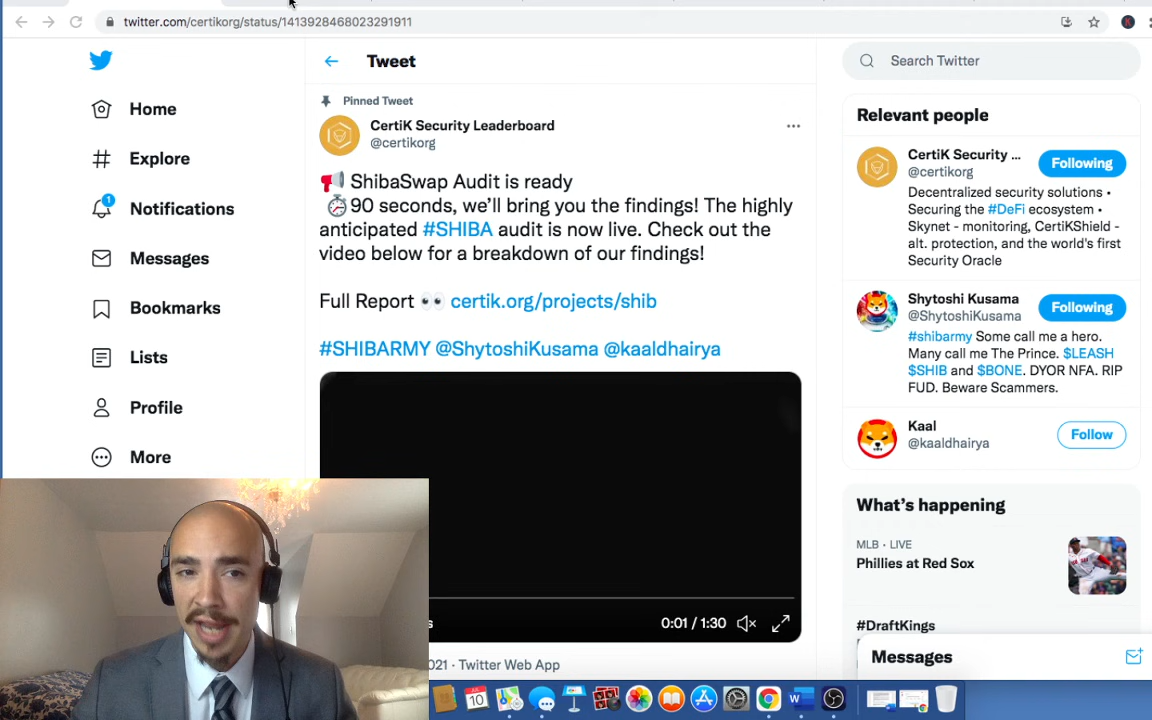 twitter.com/certikorg/status/1413928468023291911
Tweet
Search Twitter
Home
Explore
1
Notifications
Messages
Bookmarks
Lists
Profile
More
Pinned Tweet
CertiK Security Leaderboard
@certikorg
ShibaSwap Audit is ready
90 seconds, we'll bring you the findings! The highly
anticipated #SHIBA audit is now live. Check out the
video below for a breakdown of our findings!
Full Report 👀 certik.org/projects/shib
#SHIBARMY @ShytoshiKusama @kaaldhairya
0:01 / 1:30
021 · Twitter Web App
Relevant people
CertiK Security ...
@certikorg
Following
Decentralized security solutions •
Securing the #DeFi ecosystem •
Skynet - monitoring, CertiKShield -
alt. protection, and the world's first
Security Oracle
Shytoshi Kusama
@ShytoshiKusama
Following
#shibarmy Some call me a hero.
Many call me The Prince. $LEASH
$SHIB and $BONE. DYOR NFA. RIP
FUD. Beware Scammers.
Kaal
@kaaldhairya
Follow
What's happening
MLB · LIVE
Phillies at Red Sox
#DraftKings
Messages
10